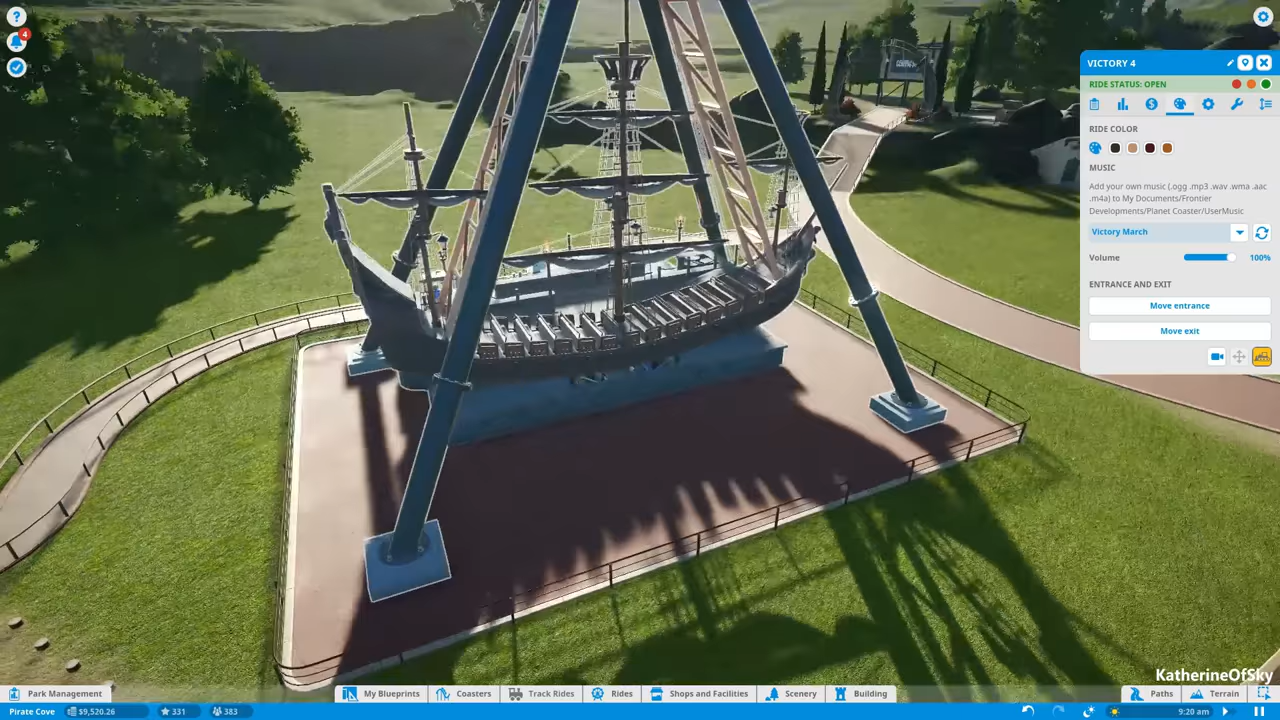 4
VICTORY 4
RIDE STATUS: OPEN
RIDE COLOR
MUSIC
Add your own music (.ogg .mp3 .wav .wma .aac
.m4a) to My Documents/Frontier
Developments/Planet Coaster/UserMusic
Victory March
Volume 100%
ENTRANCE AND EXIT
Move entrance
Move exit
KatherineOfSky
Park Management My Blueprints Coasters Track Rides Rides Shops and Facilities Scenery Building Paths Terrain
Pirate Cove $9,520.26 331 383 9:20 am